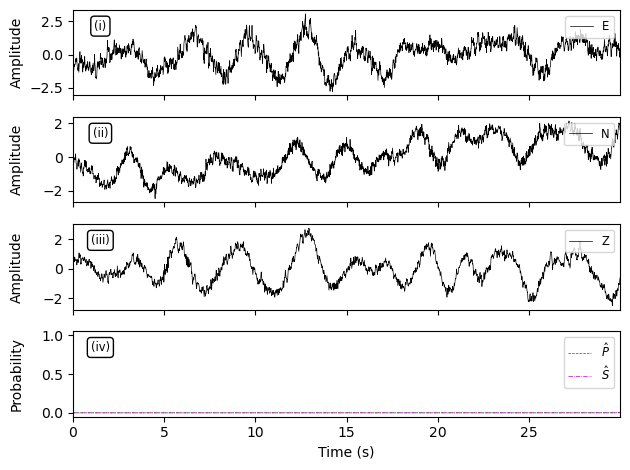 (i)
E
Amplitude
2.5
0.0
−2.5
(ii)
N
Amplitude
2
0
−2
(iii)
Z
Amplitude
2
0
−2
(iv)
P̂
Ŝ
Probability
1.0
0.5
0.0
0 5 10 15 20 25
Time (s)